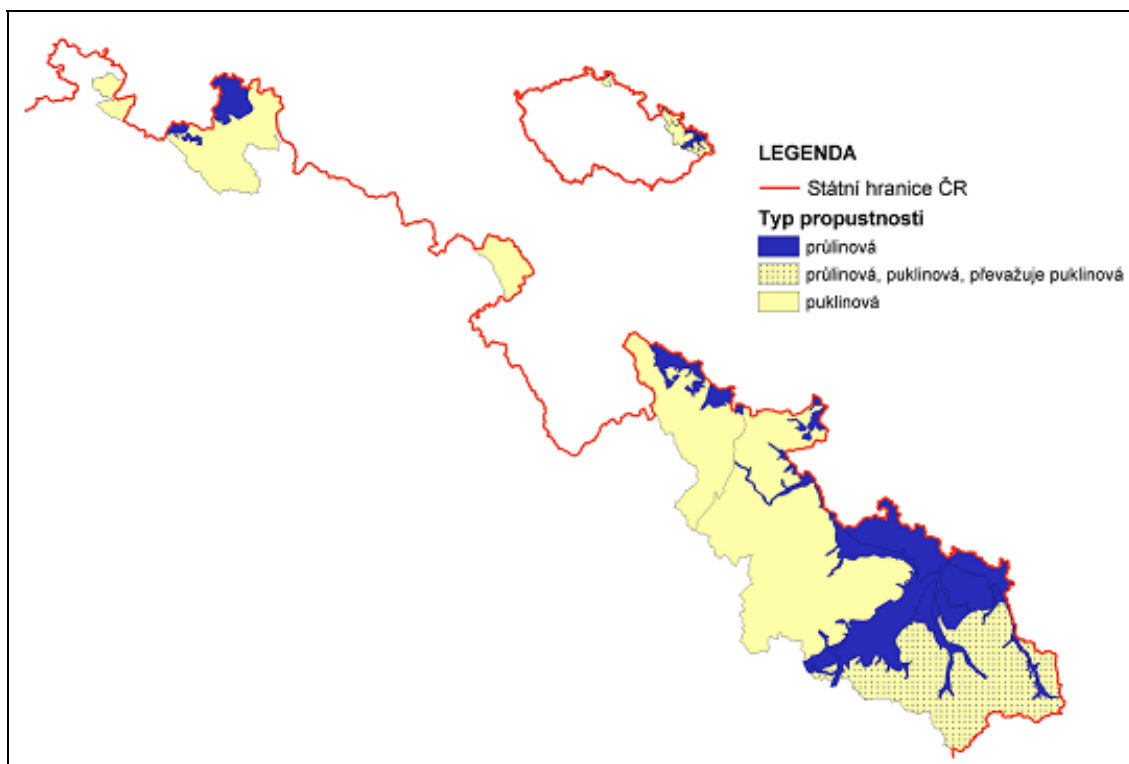 LEGENDA
Státní hranice ČR
Typ propustnosti
průlinová
průlinová, puklinová, převažuje puklinová
puklinová